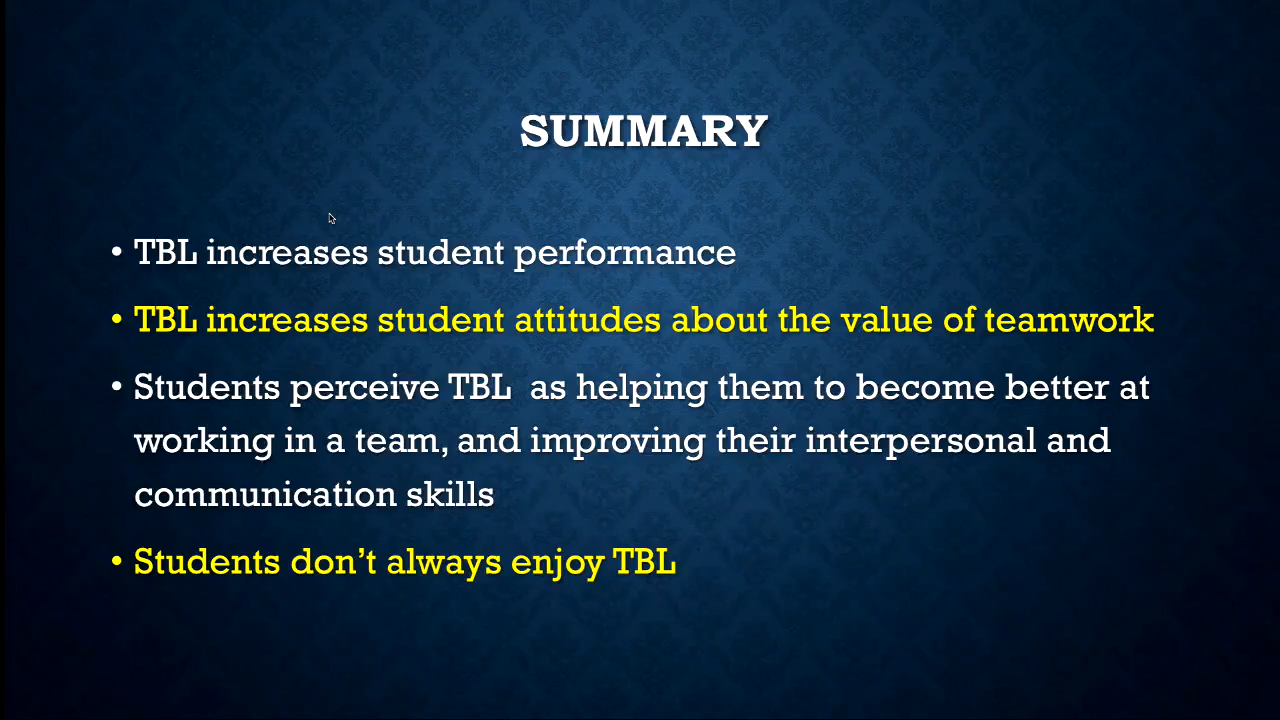 SUMMARY
• TBL increases student performance
• TBL increases student attitudes about the value of teamwork
• Students perceive TBL  as helping them to become better at
working in a team, and improving their interpersonal and
communication skills
• Students don’t always enjoy TBL